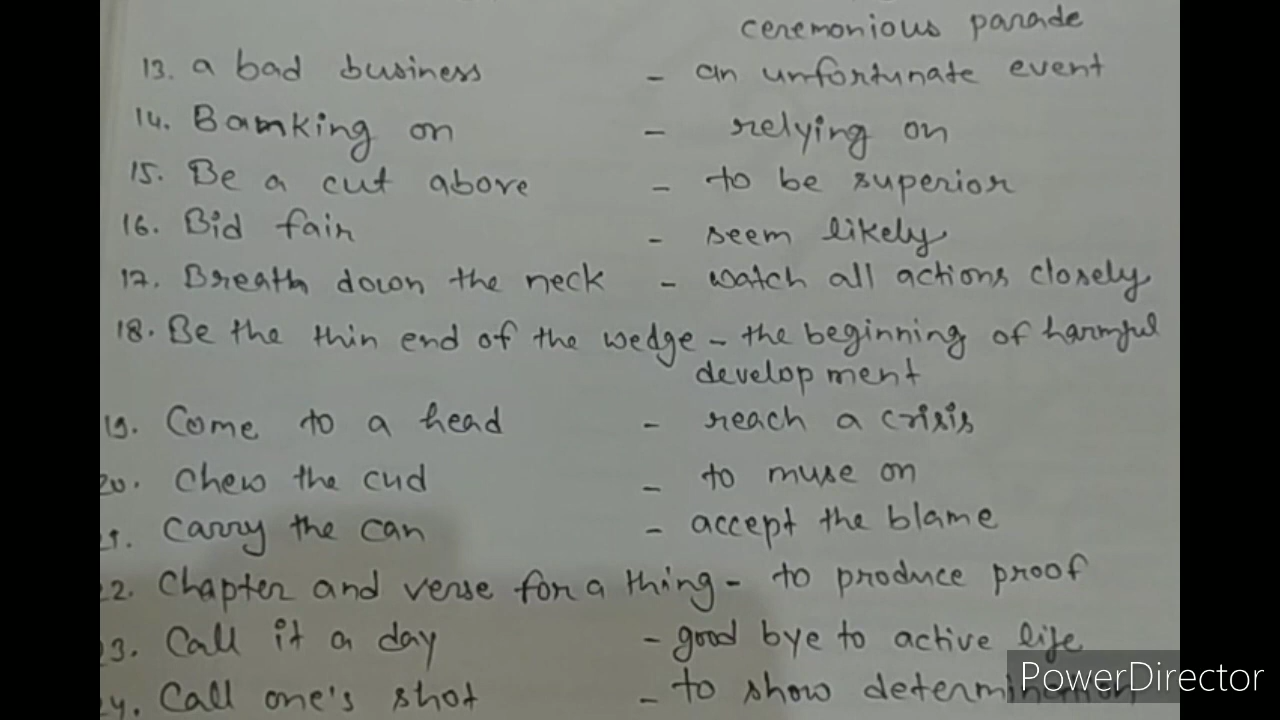 ceremonious parade
13. a bad business - an unfortunate event
14. Banking on - relying on
15. Be a cut above - to be superior
16. Bid fair - seem likely
17. Breath down the neck - watch all actions closely
18. Be the thin end of the wedge - the beginning of harmful
development
19. Come to a head - reach a crisis
20. Chew the cud - to muse on
21. Carry the can - accept the blame
22. Chapter and verse for a thing - to produce proof
23. Call it a day - good bye to active life
24. Call one's shot - to show determination
PowerDirector